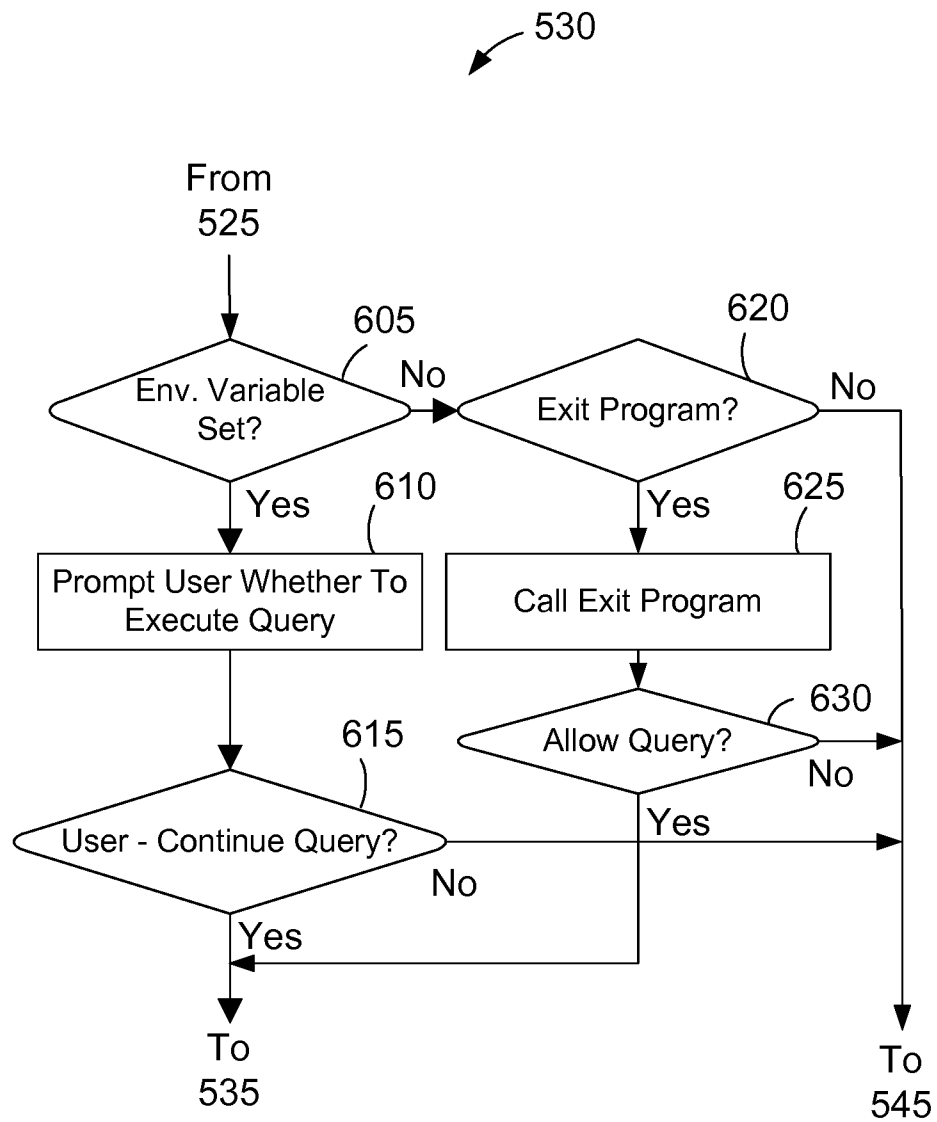 530
From
525
605
620
Env. Variable
Set?
No
Exit Program?
No
Yes
610
Yes
625
Prompt User Whether To
Execute Query
Call Exit Program
630
615
Allow Query?
No
User - Continue Query?
Yes
No
Yes
To
535
To
545